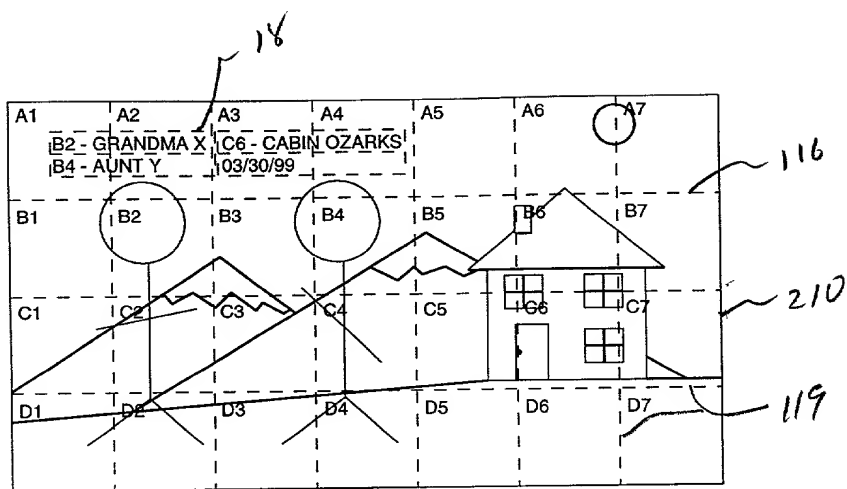 18
A1 A2 A3 A4 A5 A6 A7
B2 - GRANDMA X C6 - CABIN OZARKS
B4 - AUNT Y 03/30/99
116
B1 B2 B3 B4 B5 B6 B7
210
C1 C2 C3 C4 C5 C6 C7
119
D1 D2 D3 D4 D5 D6 D7